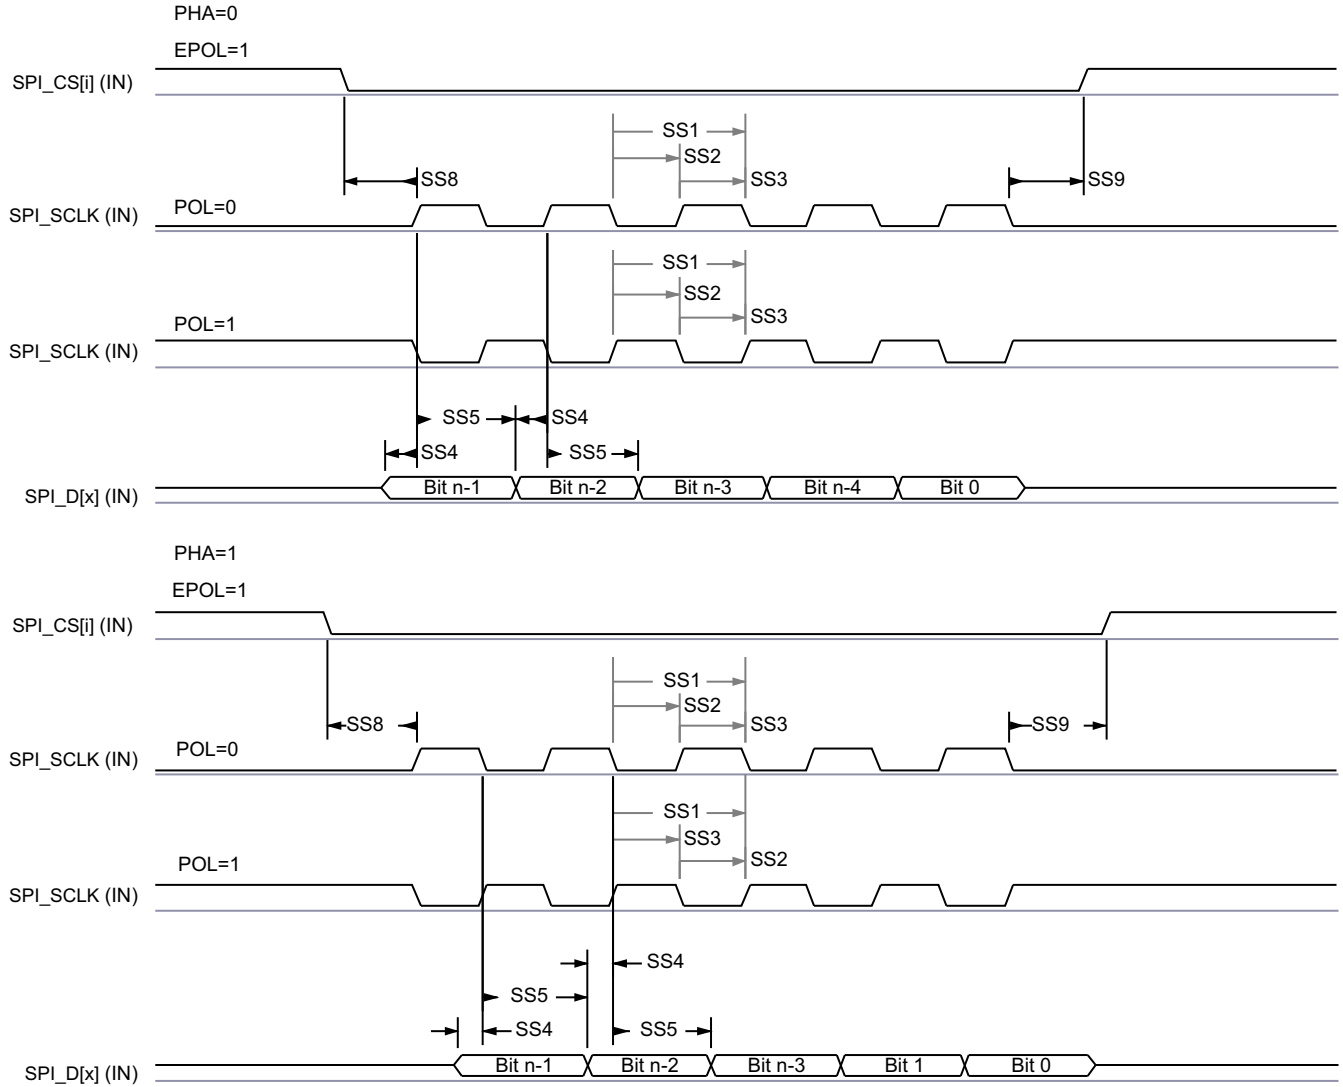 PHA=0
EPOL=1
SPI_CS[i] (IN)
SS1
SS2
SS8
SS3
SS9
SPI_SCLK (IN)
POL=0
SS1
SS2
SS3
POL=1
SPI_SCLK (IN)
SS5
SS4
SS4
SS5
SPI_D[x] (IN)
Bit n-1
Bit n-2
Bit n-3
Bit n-4
Bit 0
PHA=1
EPOL=1
SPI_CS[i] (IN)
SS1
SS2
SS8
SS3
SS9
POL=0
SPI_SCLK (IN)
SS1
SS3
SS2
POL=1
SPI_SCLK (IN)
SS4
SS5
SS4
SS5
SPI_D[x] (IN)
Bit n-1
Bit n-2
Bit n-3
Bit 1
Bit 0